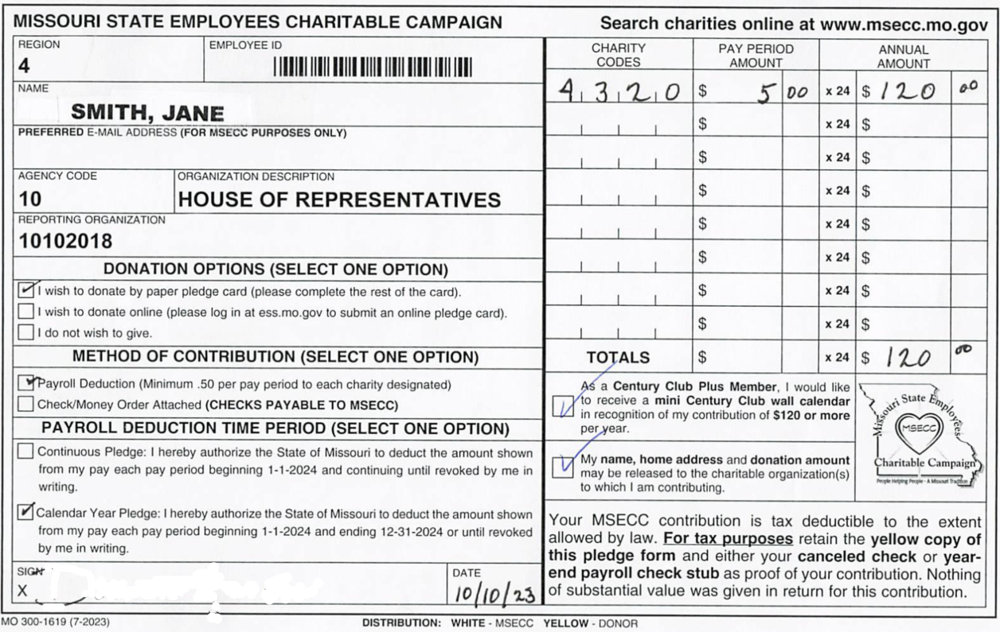 MISSOURI STATE EMPLOYEES CHARITABLE CAMPAIGN
Search charities online at www.msecc.mo.gov
REGION
4
EMPLOYEE ID
NAME
SMITH, JANE
PREFERRED E-MAIL ADDRESS (FOR MSECC PURPOSES ONLY)
AGENCY CODE
10
ORGANIZATION DESCRIPTION
HOUSE OF REPRESENTATIVES
REPORTING ORGANIZATION
10102018
DONATION OPTIONS (SELECT ONE OPTION)
I wish to donate by paper pledge card (please complete the rest of the card).
I wish to donate online (please log in at ess.mo.gov to submit an online pledge card).
I do not wish to give.
METHOD OF CONTRIBUTION (SELECT ONE OPTION)
Payroll Deduction (Minimum .50 per pay period to each charity designated)
Check/Money Order Attached (CHECKS PAYABLE TO MSECC)
PAYROLL DEDUCTION TIME PERIOD (SELECT ONE OPTION)
Continuous Pledge: I hereby authorize the State of Missouri to deduct the amount shown
from my pay each pay period beginning 1-1-2024 and continuing until revoked by me in
writing.
Calendar Year Pledge: I hereby authorize the State of Missouri to deduct the amount shown
from my pay each pay period beginning 1-1-2024 and ending 12-31-2024 or until revoked
by me in writing.
SIGN
X
DATE
10/10/23
CHARITY
CODES
PAY PERIOD
AMOUNT
ANNUAL
AMOUNT
4 3 2 0 $ 5 00 x 24 $ 120 00
$ x 24 $
$ x 24 $
$ x 24 $
$ x 24 $
$ x 24 $
$ x 24 $
$ x 24 $
TOTALS $ x 24 $ 120 00
As a Century Club Plus Member, I would like
to receive a mini Century Club wall calendar
in recognition of my contribution of $120 or more
per year.
My name, home address and donation amount
may be released to the charitable organization(s)
to which I am contributing.
Missouri State Employees
MSECC
Charitable Campaign
People Helping People - A Missouri Tradition
Your MSECC contribution is tax deductible to the extent
allowed by law. For tax purposes retain the yellow copy of
this pledge form and either your canceled check or year-
end payroll check stub as proof of your contribution. Nothing
of substantial value was given in return for this contribution.
MO 300-1619 (7-2023)
DISTRIBUTION: WHITE - MSECC YELLOW - DONOR